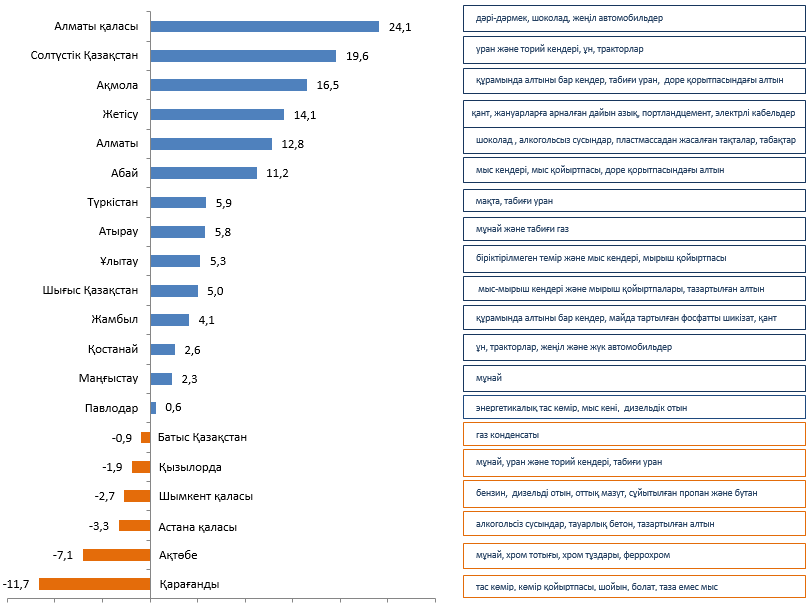 Алматы қаласы 24,1 дәрі-дәрмек, шоколад, жеңіл автомобильдер
Солтүстік Қазақстан 19,6 уран және торий кендері, ұн, тракторлар
Ақмола 16,5 құрамында алтыны бар кендер, табиғи уран, доре қорытпасындағы алтын
Жетісу 14,1 қант, жануарларға арналған дайын азық, портландцемент, электрлі кабельдер
Алматы 12,8 шоколад , алкогольсыз сусындар, пластмассадан жасалған тақталар, табақтар
Абай 11,2 мыс кендері, мыс қойыртпасы, доре қорытпасындағы алтын
Түркістан 5,9 мақта, табиғи уран
Атырау 5,8 мұнай және табиғи газ
Ұлытау 5,3 біріктірілмеген темір және мыс кендері, мырыш қойыртпасы
Шығыс Қазақстан 5,0 мыс-мырыш кендері және мырыш қойыртпалары, тазартылған алтын
Жамбыл 4,1 құрамында алтыны бар кендер, майда тартылған фосфатты шикізат, қант
Қостанай 2,6 ұн, тракторлар, жеңіл және жүк автомобильдер
Маңғыстау 2,3 мұнай
Павлодар 0,6 энергетикалық тас көмір, мыс кені, дизельдік отын
-0,9 Батыс Қазақстан газ конденсаты
-1,9 Қызылорда мұнай, уран және торий кендері, табиғи уран
-2,7 Шымкент қаласы бензин, дизельді отын, оттық мазут, сұйытылған пропан және бутан
-3,3 Астана қаласы алкогольсіз сусындар, тауарлық бетон, тазартылған алтын
-7,1 Ақтөбе мұнай, хром тотығы, хром тұздары, феррохром
-11,7 Қарағанды тас көмір, көмір қойыртпасы, шойын, болат, таза емес мыс